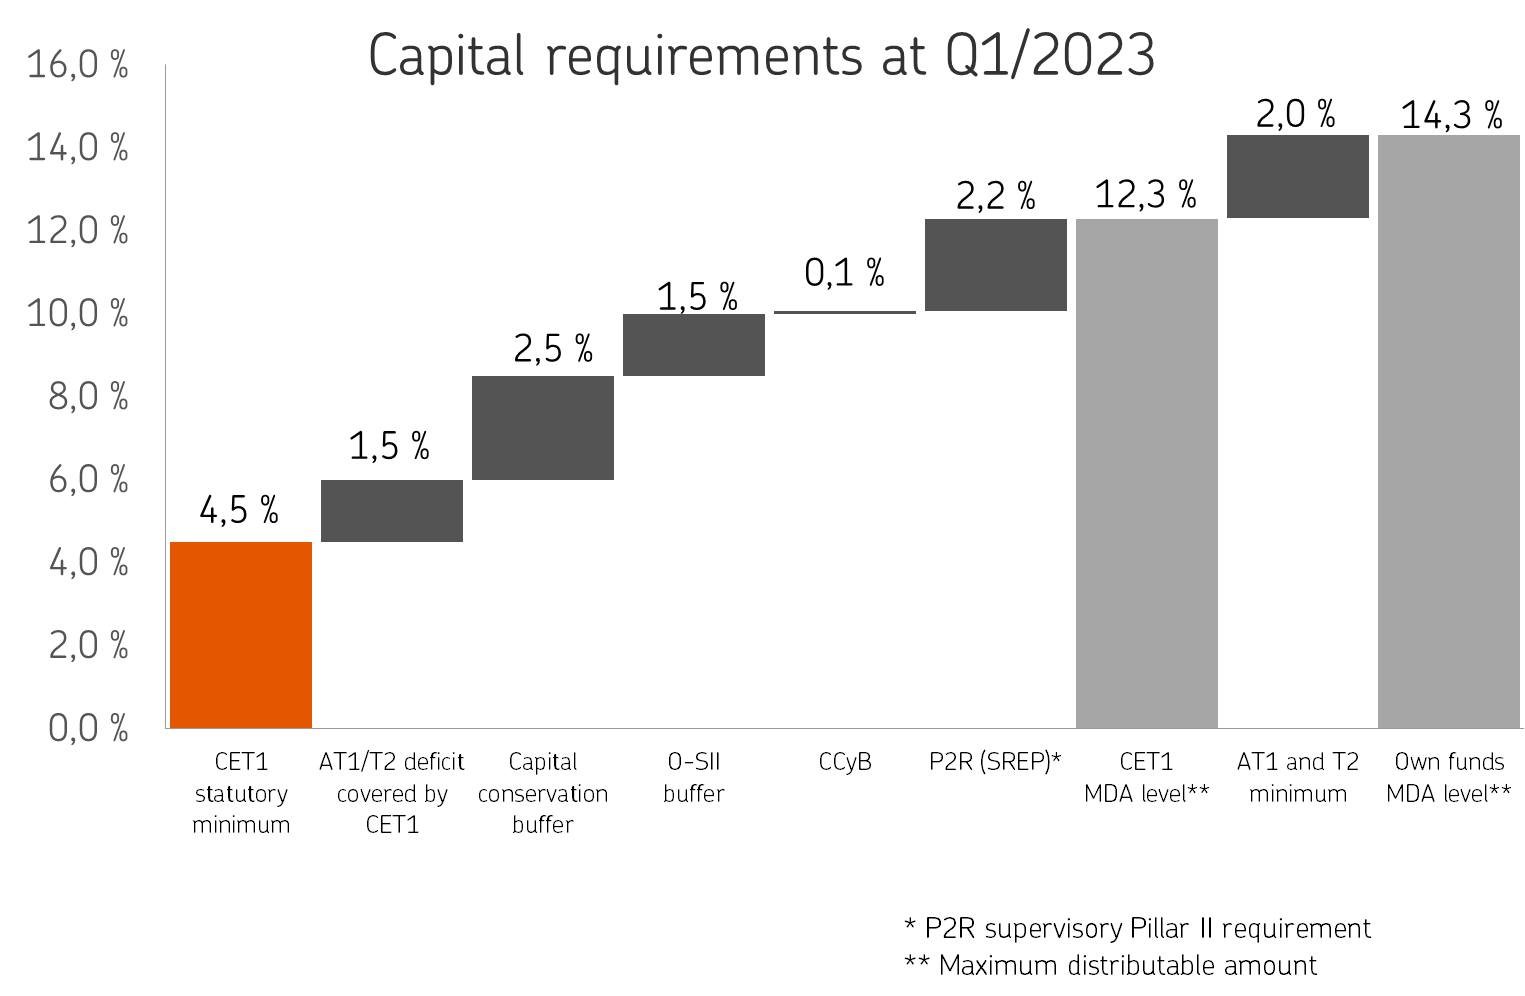 Capital requirements at Q1/2023
16,0 %
14,0 %
12,0 %
10,0 %
8,0 %
6,0 %
4,0 %
2,0 %
0,0 %
4,5 %
1,5 %
2,5 %
1,5 %
0,1 %
2,2 %
12,3 %
2,0 %
14,3 %
CET1
statutory
minimum
AT1/T2 deficit
covered by
CET1
Capital
conservation
buffer
O-SII
buffer
CCyB
P2R (SREP)*
CET1
MDA level**
AT1 and T2
minimum
Own funds
MDA level**
* P2R supervisory Pillar II requirement
** Maximum distributable amount